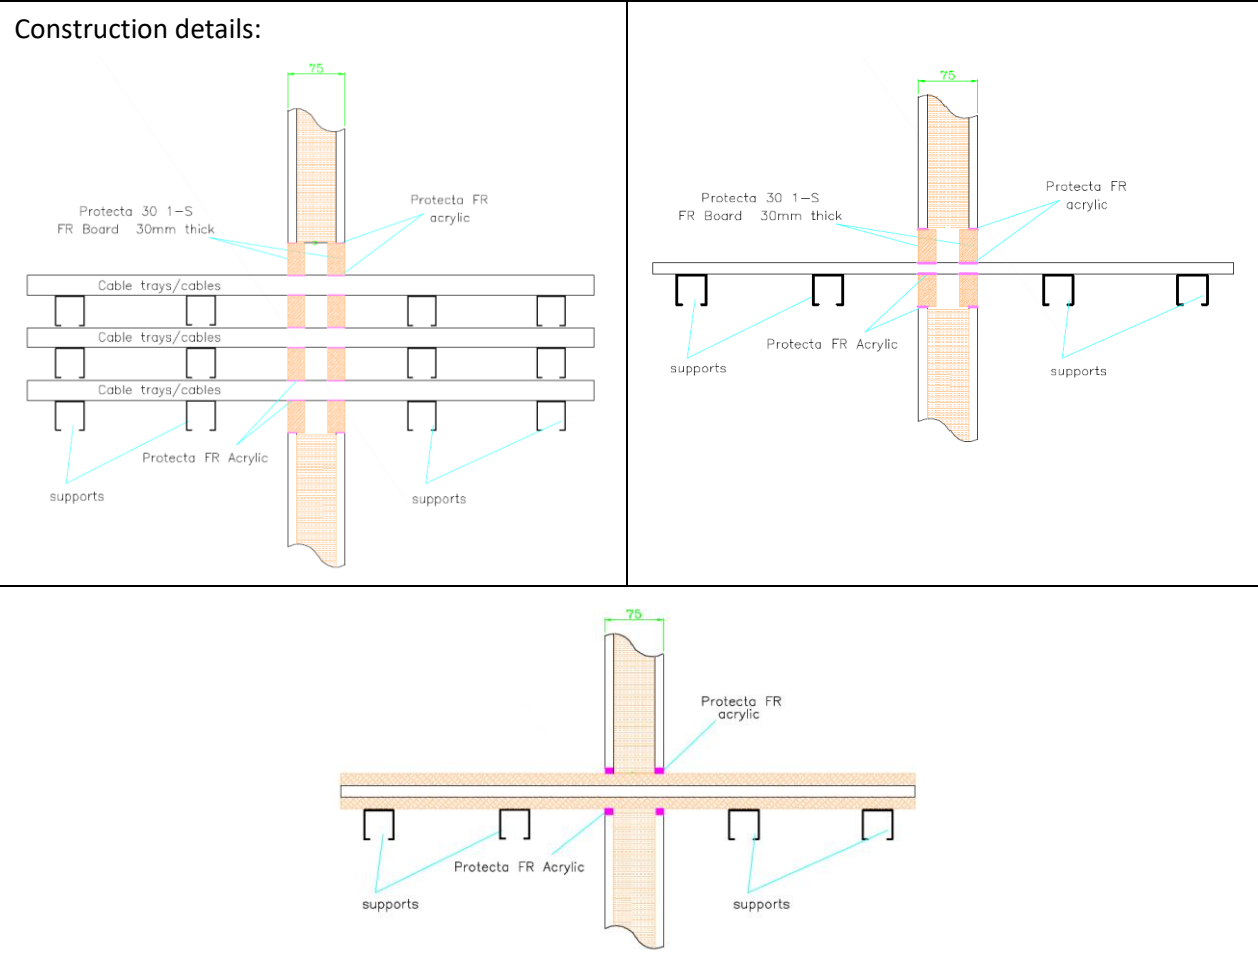 Construction details:
75
Protecta 30 1-S
FR Board 30mm thick
Protecta FR
acrylic
Cable trays/cables
Cable trays/cables
Cable trays/cables
Protecta FR Acrylic
supports
supports
75
Protecta 30 1-S
FR Board 30mm thick
Protecta FR
acrylic
Protecta FR Acrylic
supports
supports
75
Protecta FR
acrylic
Protecta FR Acrylic
supports
supports